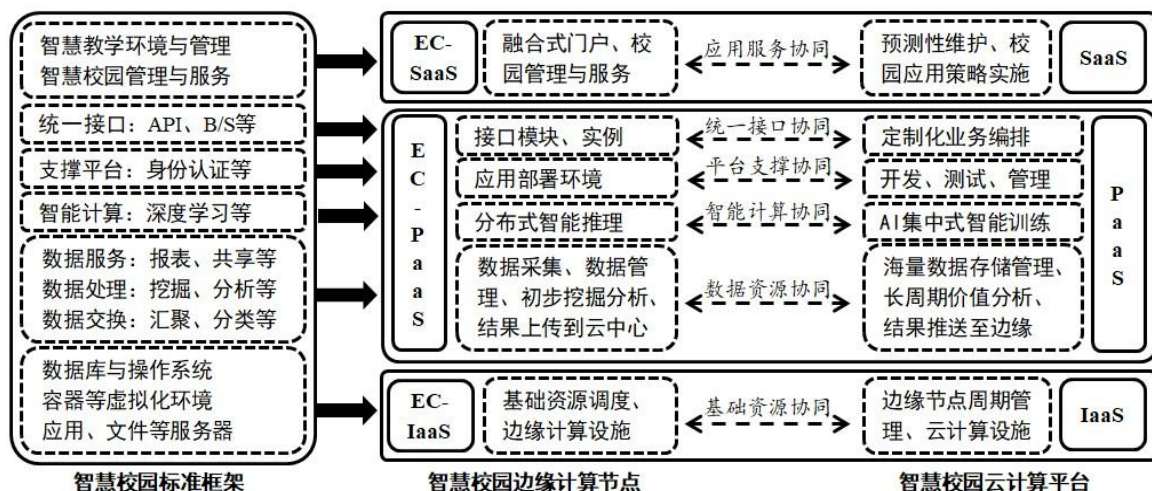 智慧教学环境与管理
智慧校园管理与服务
统一接口：API、B/S等
支撑平台：身份认证等
智能计算：深度学习等
数据服务：报表、共享等
数据处理：挖掘、分析等
数据交换：汇聚、分类等
数据库与操作系统
容器等虚拟化环境
应用、文件等服务器
智慧校园标准框架
EC-
SaaS
融合式门户、校
园管理与服务
应用服务协同
预测性维护、校
园应用策略实施
SaaS
EC-PaaS
接口模块、实例
统一接口协同
定制化业务编排
应用部署环境
平台支撑协同
开发、测试、管理
分布式智能推理
智能计算协同
AI集中式智能训练
数据采集、数据管
理、初步挖掘分析、
结果上传到云中心
数据资源协同
海量数据存储管理、
长周期价值分析、
结果推送至边缘
PaaS
EC-
IaaS
基础资源调度、
边缘计算设施
基础资源协同
边缘节点周期管
理、云计算设施
IaaS
智慧校园边缘计算节点
智慧校园云计算平台